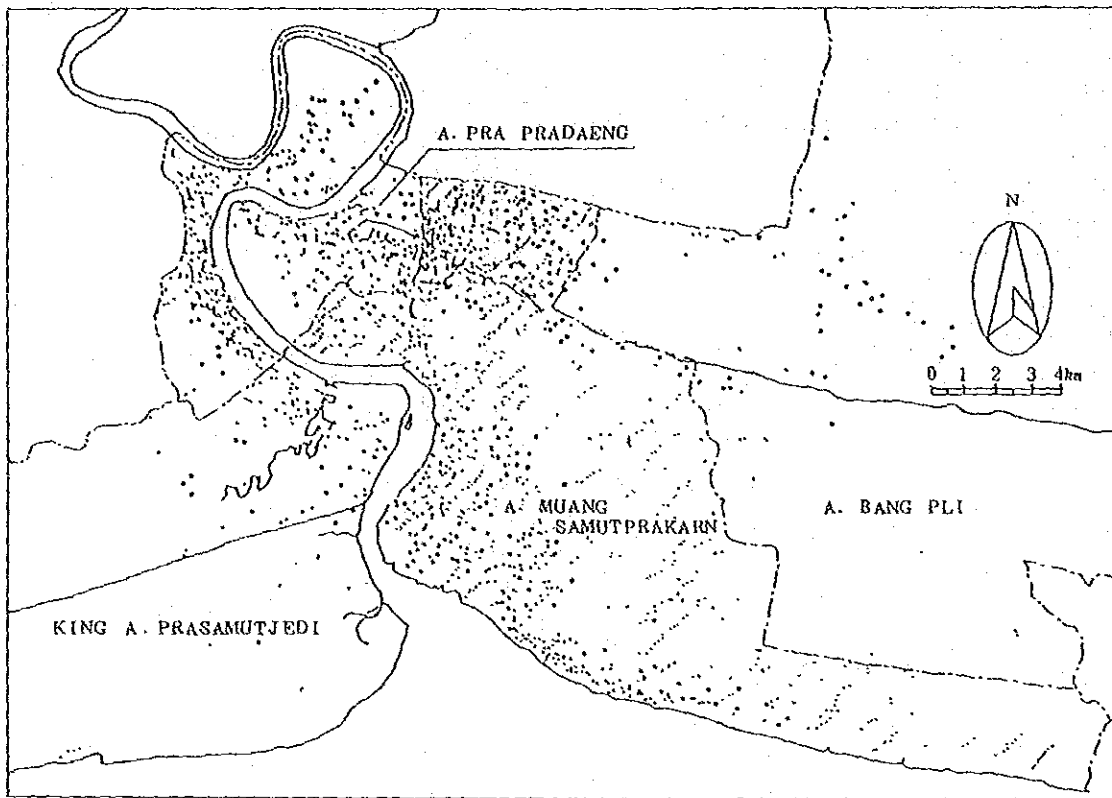 A. PRA PRADAENG
N
0 1 2 3 4km
A. MUANG
SAMUTPRAKARN
A. BANG PLI
KING A. PRASAMUTJEDI